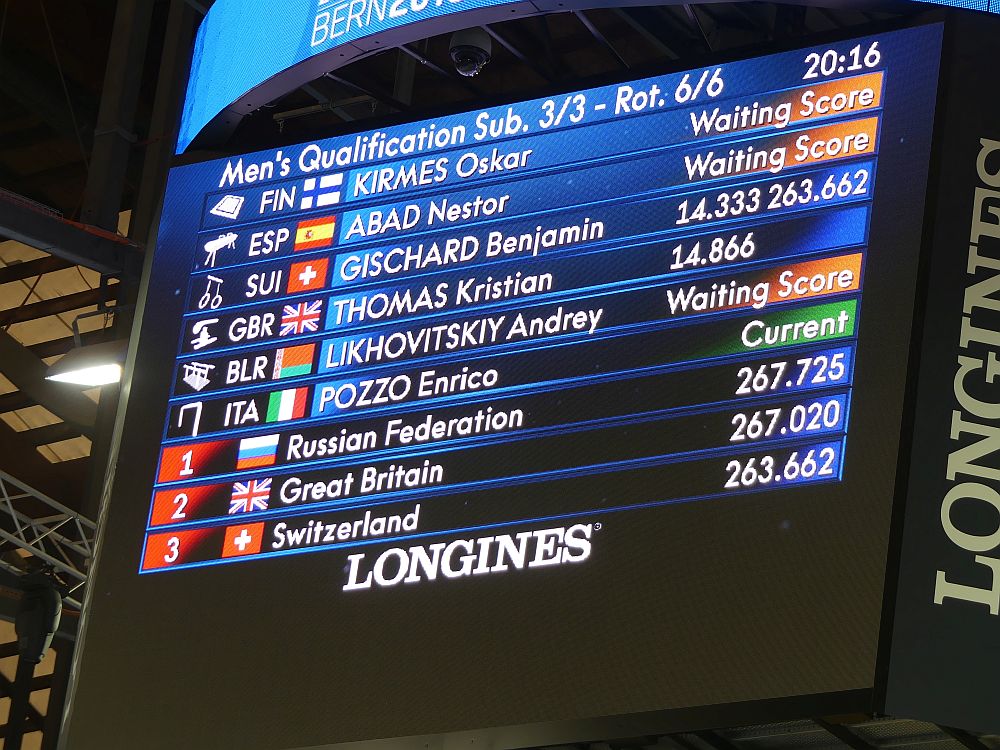 BERN
20:16
Men's Qualification Sub. 3/3 - Rot. 6/6
FIN KIRMES Oskar Waiting Score
ESP ABAD Nestor Waiting Score
SUI GISCHARD Benjamin 14.333 263.662
GBR THOMAS Kristian 14.866
BLR LIKHOVITSKIY Andrey Waiting Score
ITA POZZO Enrico Current
1 Russian Federation 267.725
2 Great Britain 267.020
3 Switzerland 263.662
LONGINES
LONGINES